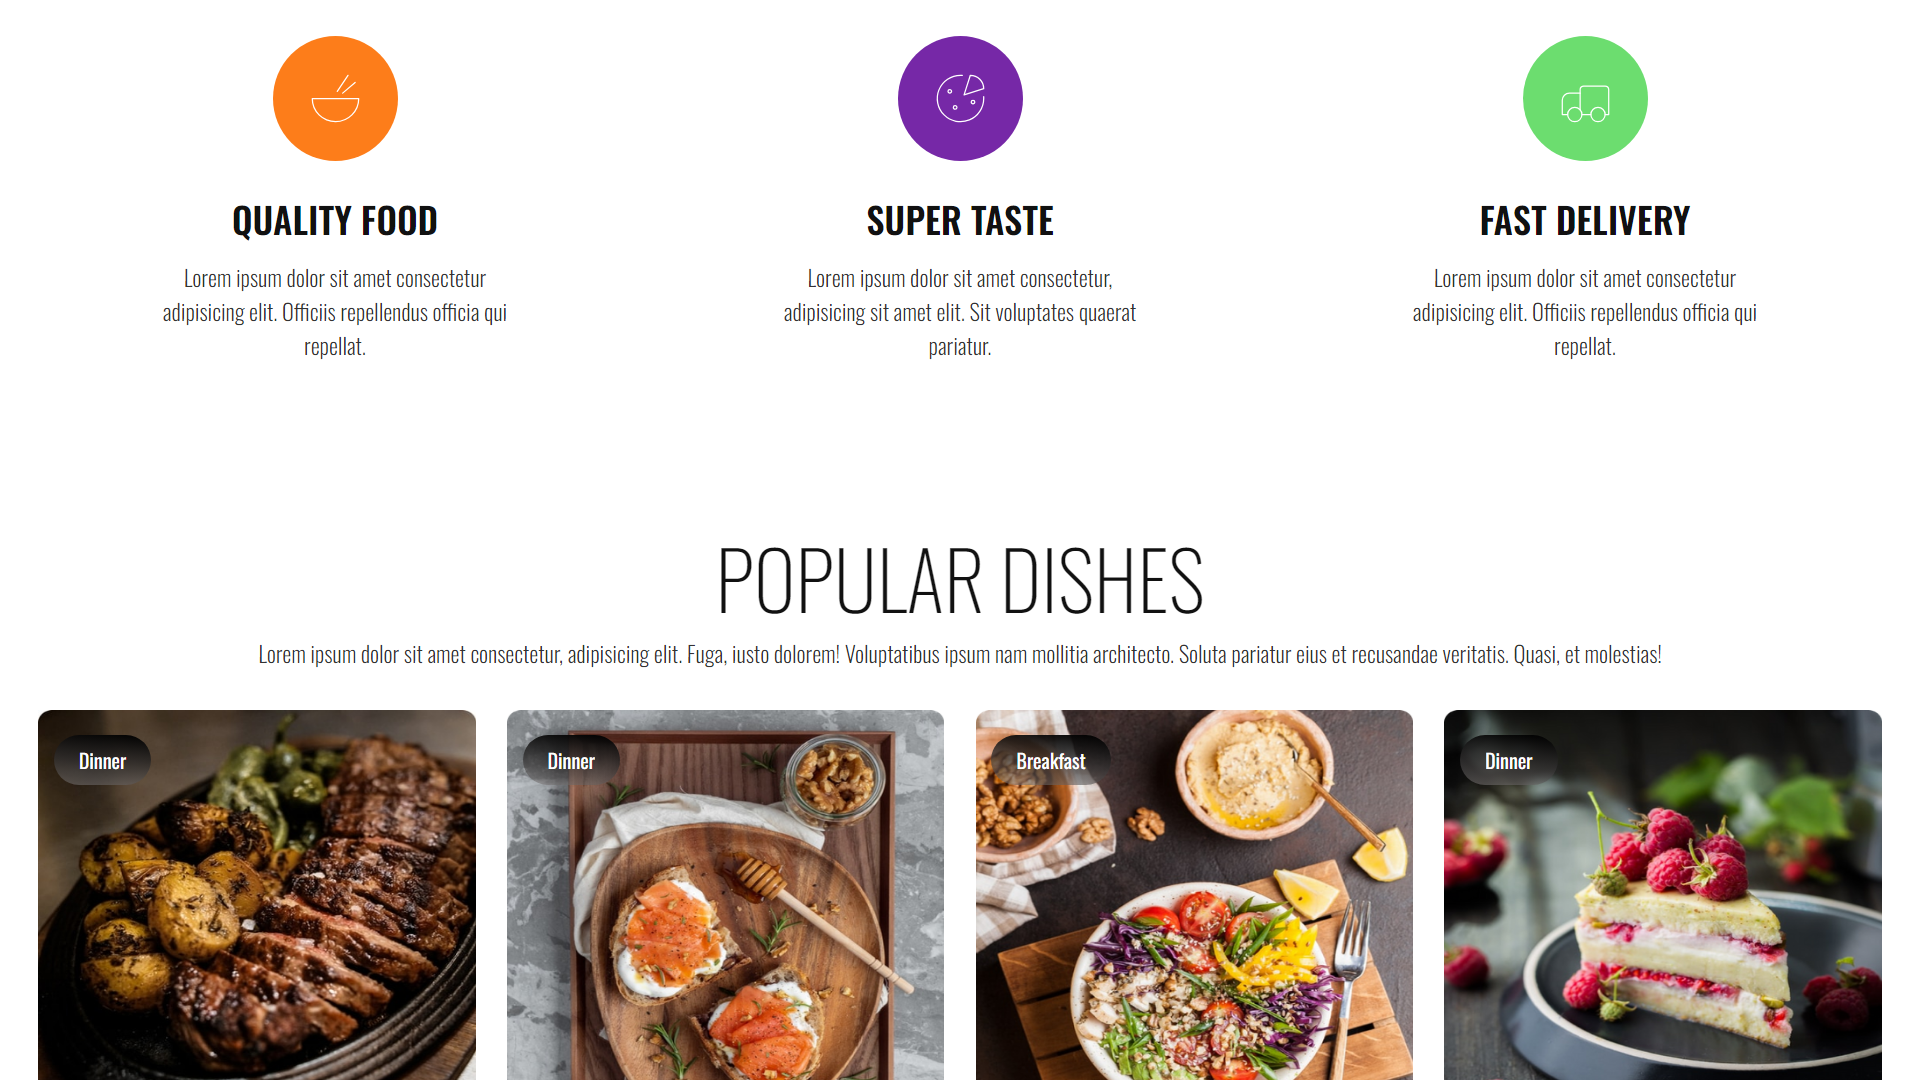 QUALITY FOOD
Lorem ipsum dolor sit amet consectetur
adipisicing elit. Officiis repellendus officia qui
repellat.
SUPER TASTE
Lorem ipsum dolor sit amet consectetur,
adipisicing sit amet elit. Sit voluptates quaerat
pariatur.
FAST DELIVERY
Lorem ipsum dolor sit amet consectetur
adipisicing elit. Officiis repellendus officia qui
repellat.
POPULAR DISHES
Lorem ipsum dolor sit amet consectetur, adipisicing elit. Fuga, iusto dolorem! Voluptatibus ipsum nam mollitia architecto. Soluta pariatur eius et recusandae veritatis. Quasi, et molestias!
Dinner
Dinner
Breakfast
Dinner